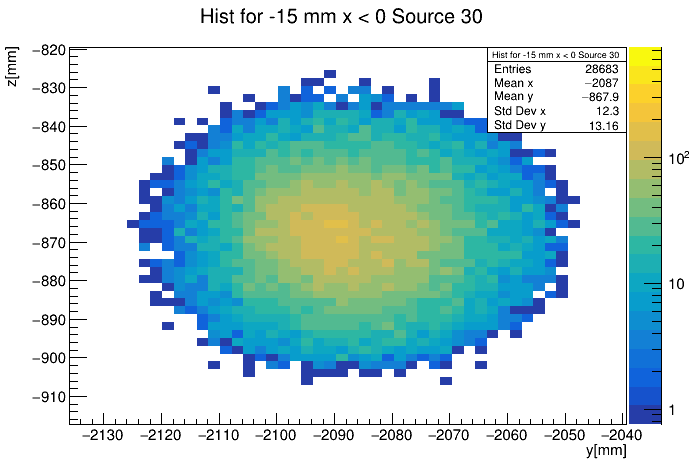 Hist for -15 mm x < 0 Source 30
z[mm]
−820
−830
−840
−850
−860
−870
−880
−890
−900
−910
Hist for -15 mm x < 0 Source 30
Entries 28683
Mean x −2087
Mean y −867.9
Std Dev x 12.3
Std Dev y 13.16
10²
10
1
−2130 −2120 −2110 −2100 −2090 −2080 −2070 −2060 −2050 −2040
y[mm]